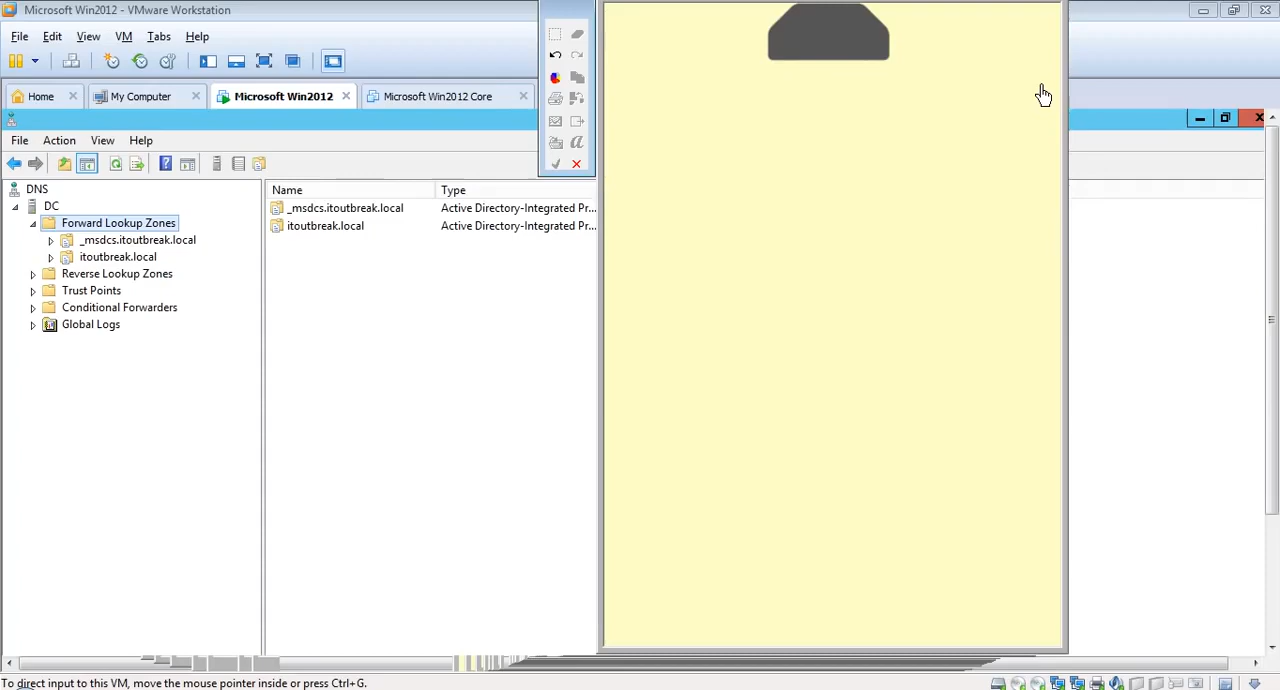 Microsoft Win2012 - VMware Workstation
File Edit View VM Tabs Help
Home My Computer Microsoft Win2012 Microsoft Win2012 Core
File Action View Help
DNS
DC
Forward Lookup Zones
_msdcs.itoutbreak.local
itoutbreak.local
Reverse Lookup Zones
Trust Points
Conditional Forwarders
Global Logs
Name Type
_msdcs.itoutbreak.local Active Directory-Integrated Pr...
itoutbreak.local Active Directory-Integrated Pr...
To direct input to this VM, move the mouse pointer inside or press Ctrl+G.